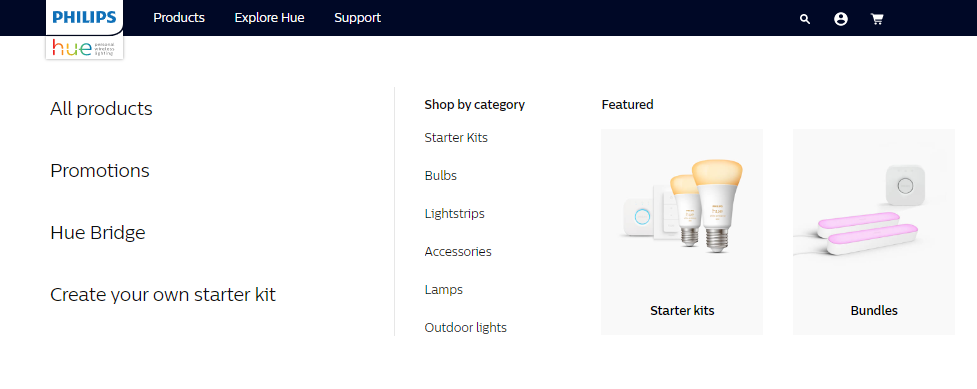 PHILIPS
hue personal wireless lighting
Products
Explore Hue
Support
All products
Promotions
Hue Bridge
Create your own starter kit
Shop by category
Starter Kits
Bulbs
Lightstrips
Accessories
Lamps
Outdoor lights
Featured
Starter kits
Bundles